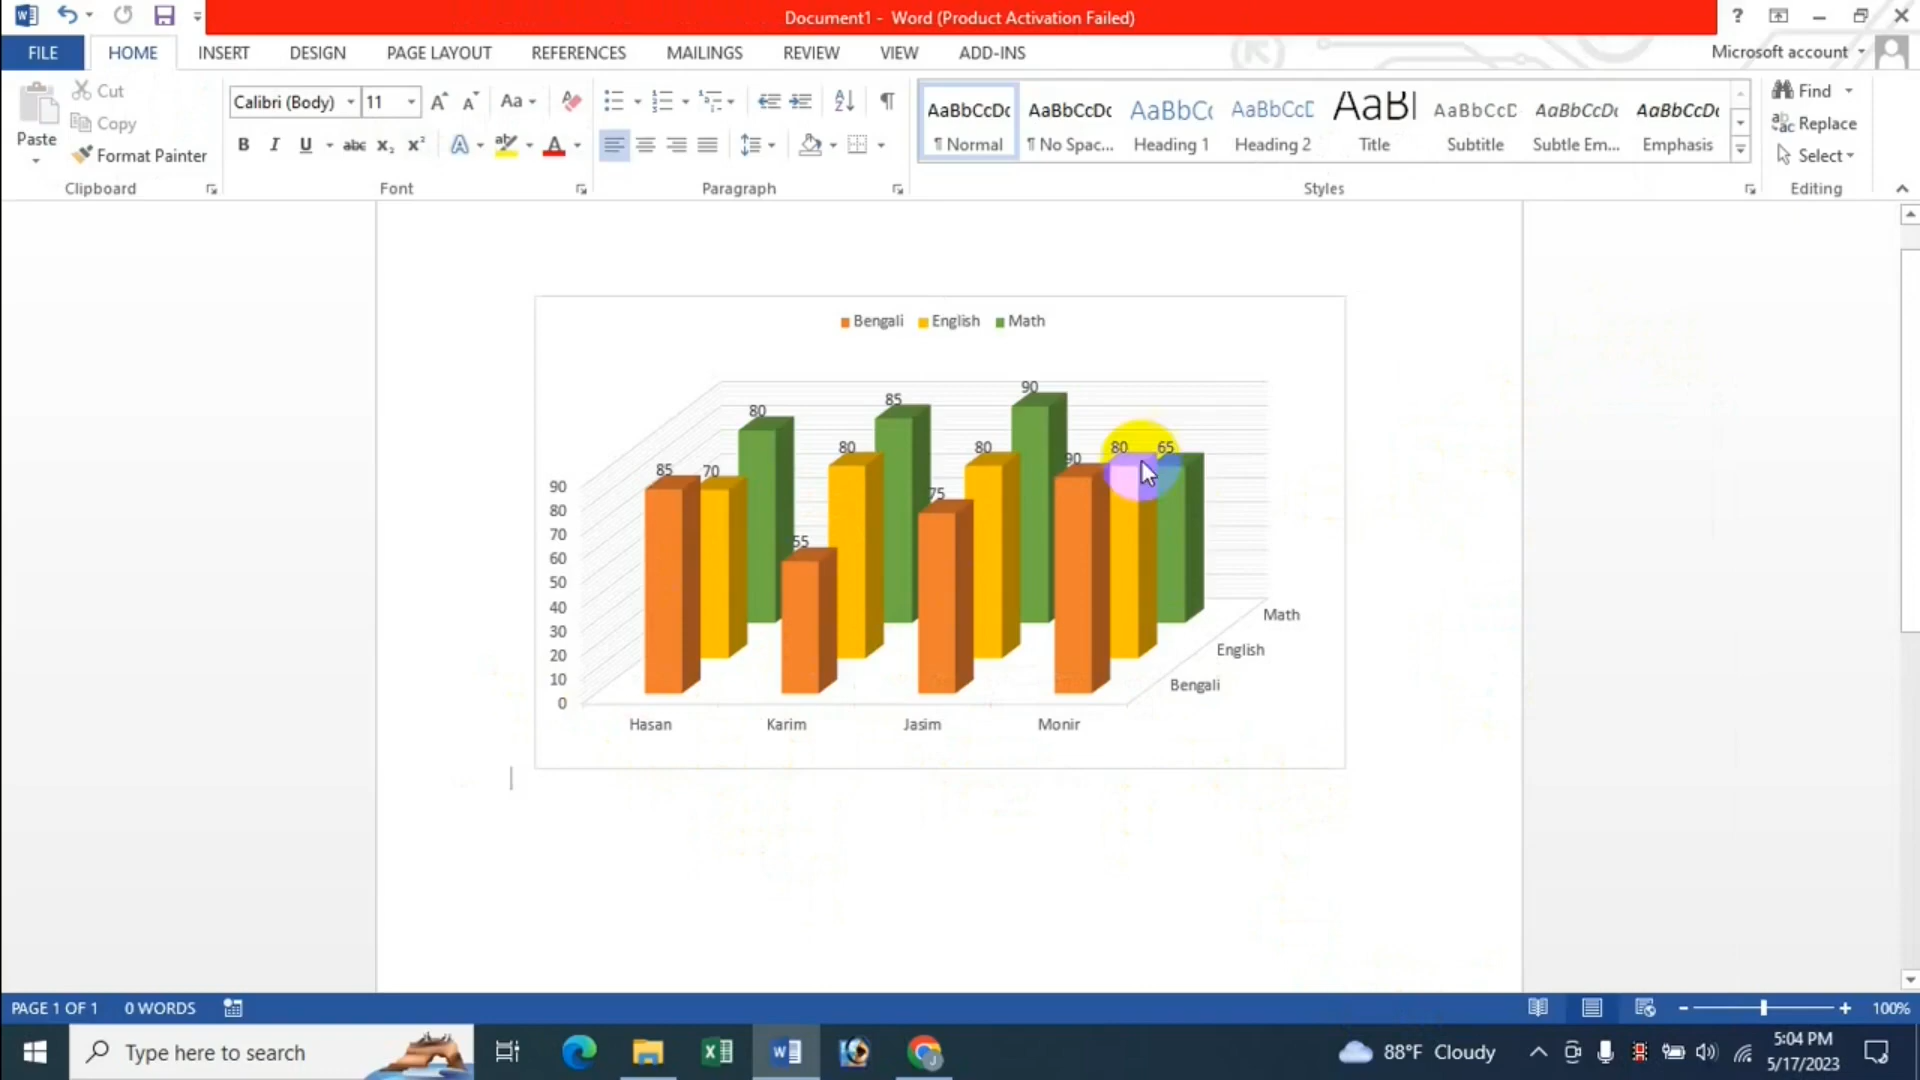 Document1 - Word (Product Activation Failed)
?
FILE HOME INSERT DESIGN PAGE LAYOUT REFERENCES MAILINGS REVIEW VIEW ADD-INS Microsoft account
Paste
Cut
Copy
Format Painter
Clipboard
Calibri (Body) 11 Aa
B I U abc X₂ X² A ab A
Font
Paragraph
AaBbCcDc AaBbCcDc AaBbCc AaBbCcD AaBl AaBbCcD AaBbCcDc AaBbCcDc
¶ Normal ¶ No Spac... Heading 1 Heading 2 Title Subtitle Subtle Em... Emphasis
Styles
Find
Replace
Select
Editing
Bengali English Math
90
80
70
60
50
40
30
20
10
0
85 70 80
55 80 85
75 80 90
90 80 65
Hasan Karim Jasim Monir
Math
English
Bengali
PAGE 1 OF 1 0 WORDS 100%
Type here to search
88°F Cloudy
5:04 PM
5/17/2023